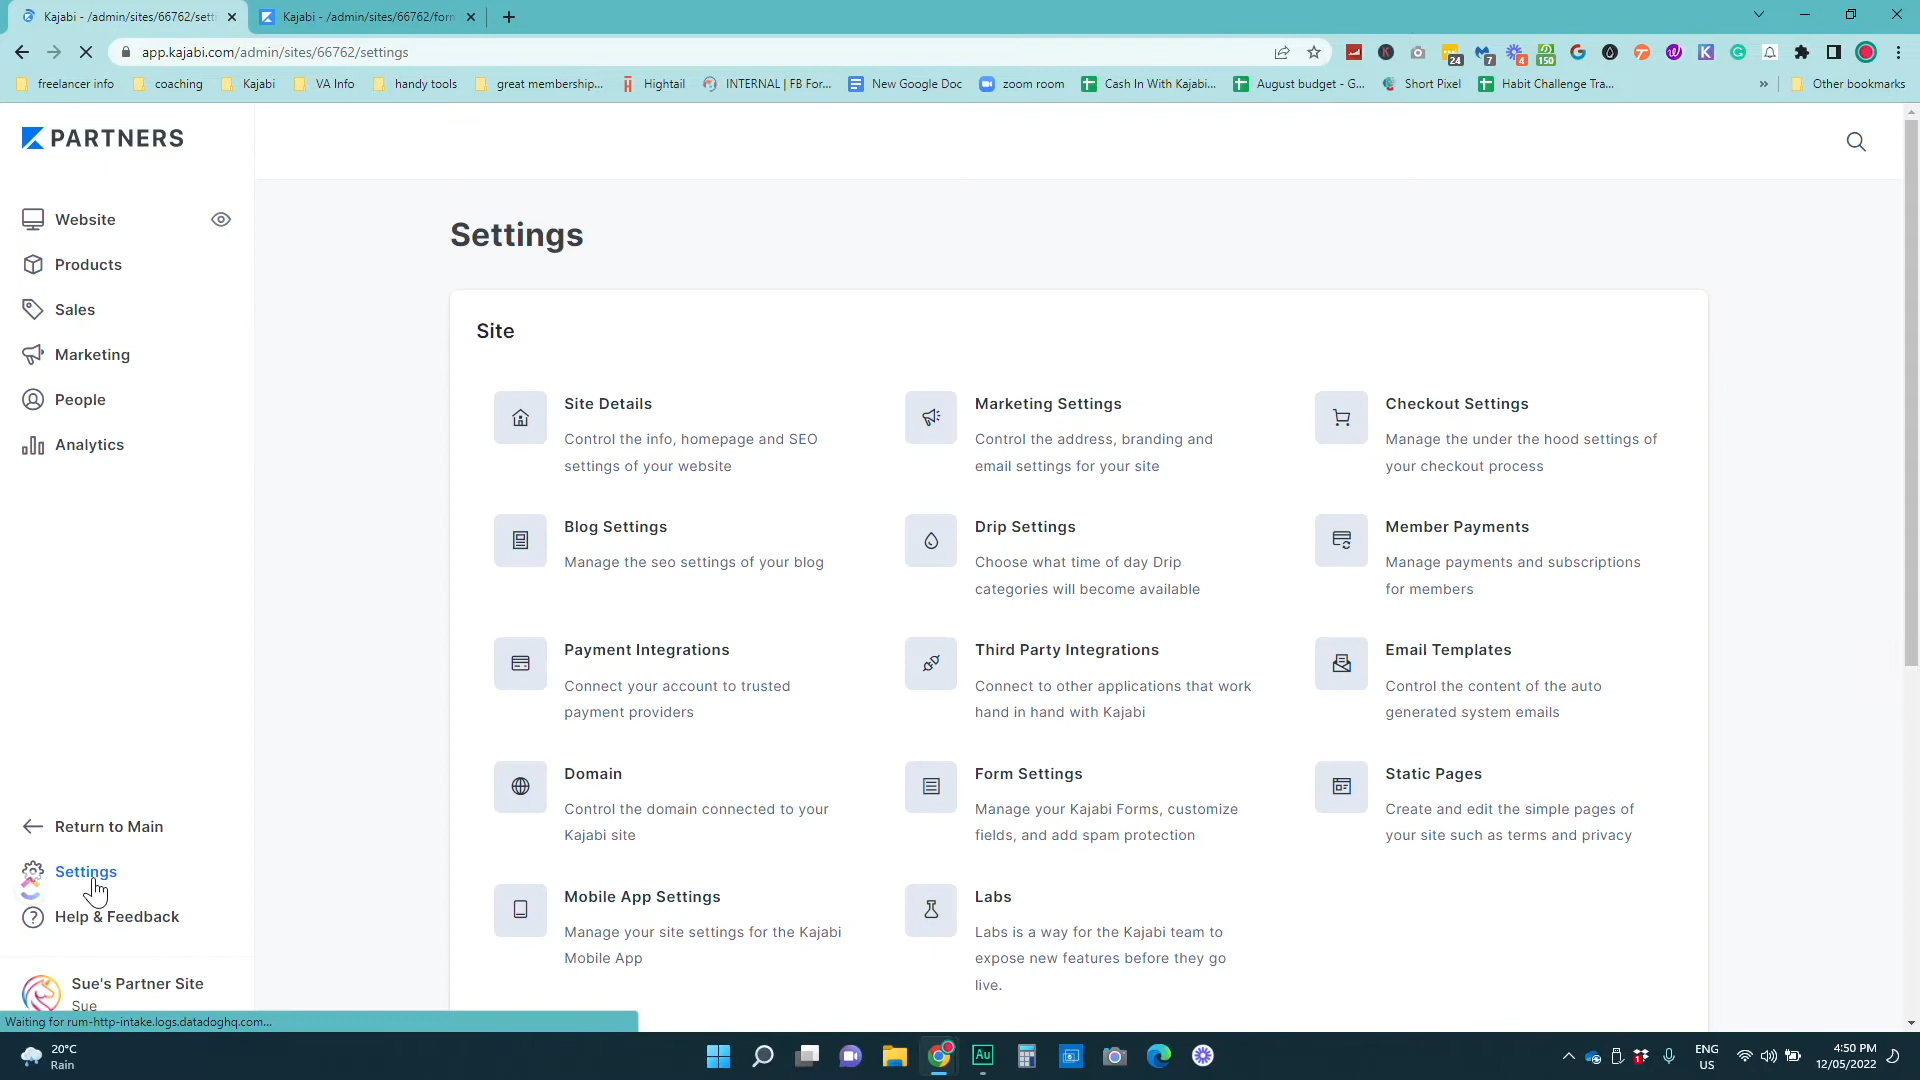 Kajabi - /admin/sites/66762/sett
Kajabi - /admin/sites/66762/form
app.kajabi.com/admin/sites/66762/settings
24
7
4
150
freelancer info
coaching
Kajabi
VA Info
handy tools
great membership...
Hightail
INTERNAL | FB For...
New Google Doc
zoom room
Cash In With Kajabi...
August budget - G...
Short Pixel
Habit Challenge Tra...
»
Other bookmarks
PARTNERS
Website
Products
Sales
Marketing
People
Analytics
Return to Main
Settings
Help & Feedback
Sue's Partner Site
Sue
Waiting for rum-http-intake.logs.datadoghq.com...
Settings
Site
Site Details
Control the info, homepage and SEO
settings of your website
Marketing Settings
Control the address, branding and
email settings for your site
Checkout Settings
Manage the under the hood settings of
your checkout process
Blog Settings
Manage the seo settings of your blog
Drip Settings
Choose what time of day Drip
categories will become available
Member Payments
Manage payments and subscriptions
for members
Payment Integrations
Connect your account to trusted
payment providers
Third Party Integrations
Connect to other applications that work
hand in hand with Kajabi
Email Templates
Control the content of the auto
generated system emails
Domain
Control the domain connected to your
Kajabi site
Form Settings
Manage your Kajabi Forms, customize
fields, and add spam protection
Static Pages
Create and edit the simple pages of
your site such as terms and privacy
Mobile App Settings
Manage your site settings for the Kajabi
Mobile App
Labs
Labs is a way for the Kajabi team to
expose new features before they go
live.
20°C
Rain
Au
ENG
US
4:50 PM
12/05/2022